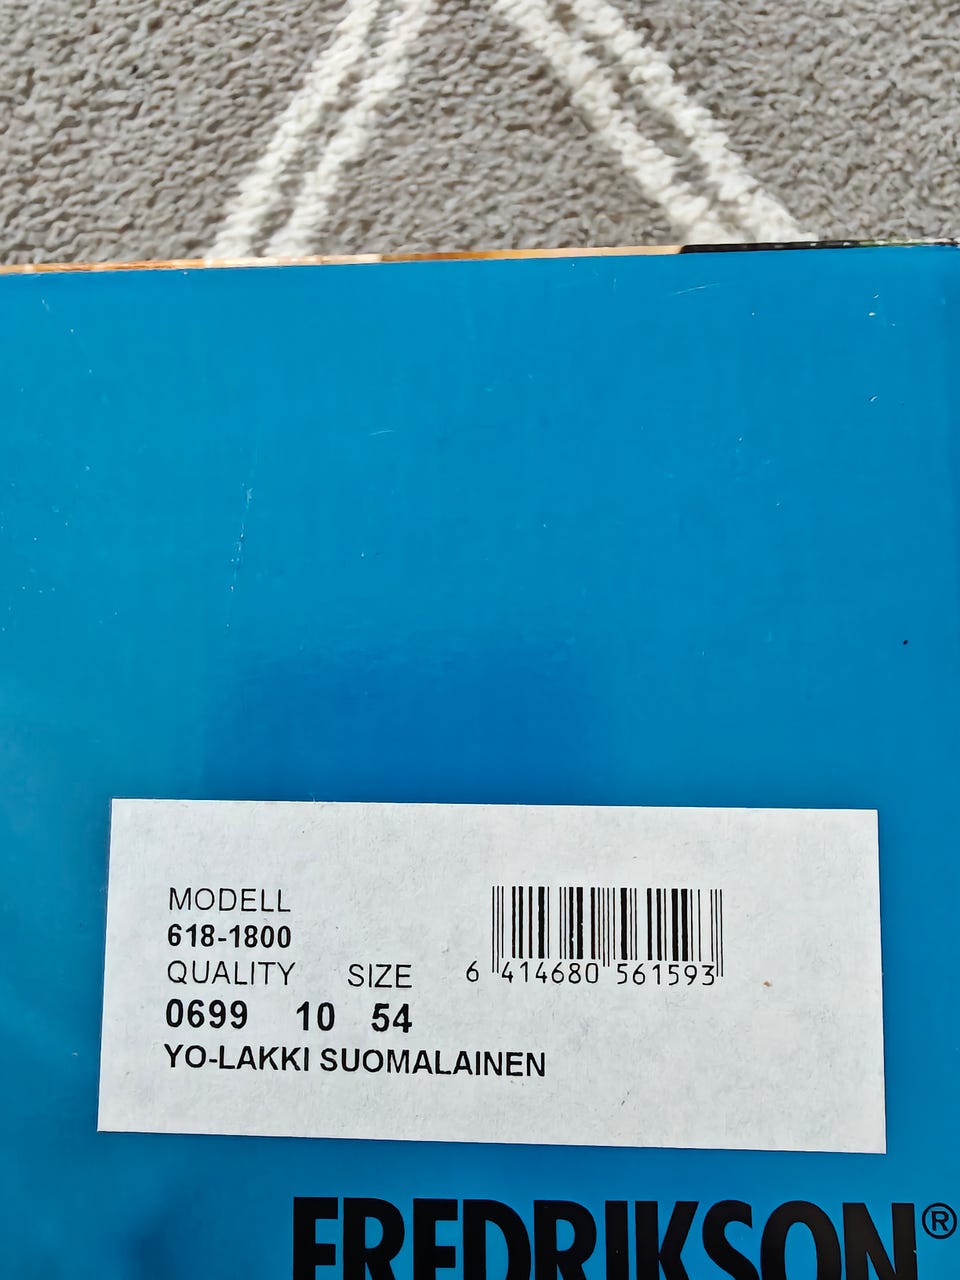 MODELL
618-1800
QUALITY SIZE
0699 10 54
YO-LAKKI SUOMALAINEN
6 414680 561593
FREDRIKSON®